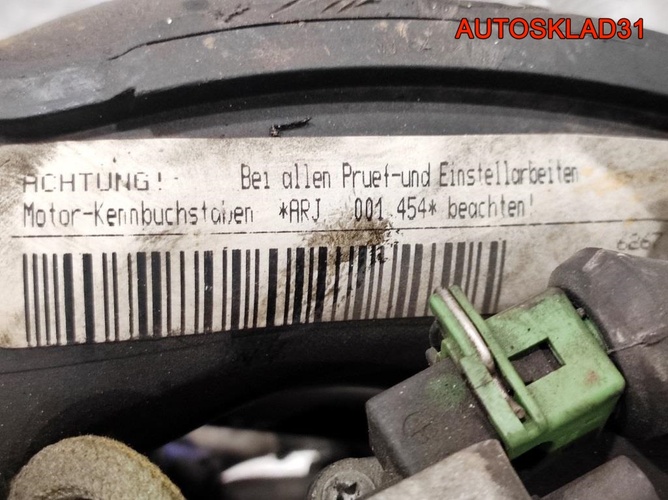 AUTOSKLAD31
ACHTUNG! Bei allen Pruef-und Einstellarbeiten
Motor-Kennbuchstaben *ARJ 001 454* beachten!